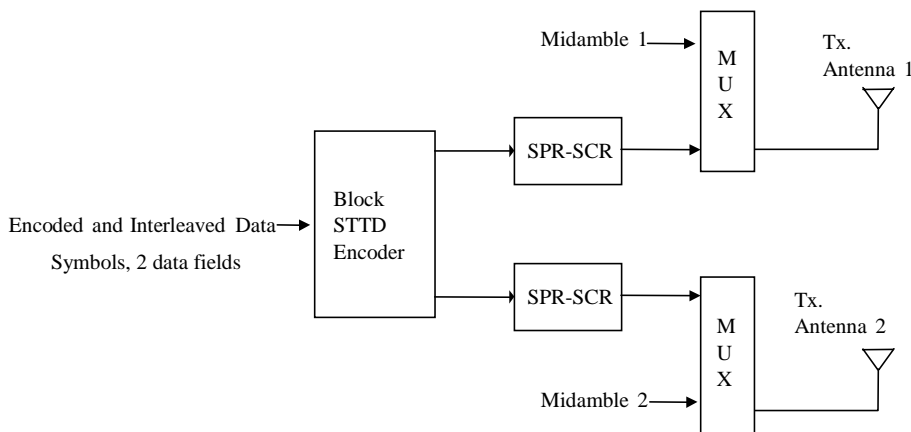 Midamble 1
M
U
X
Tx.
Antenna 1
SPR-SCR
Block
STTD
Encoder
Encoded and Interleaved Data
Symbols, 2 data fields
SPR-SCR
M
U
X
Tx.
Antenna 2
Midamble 2